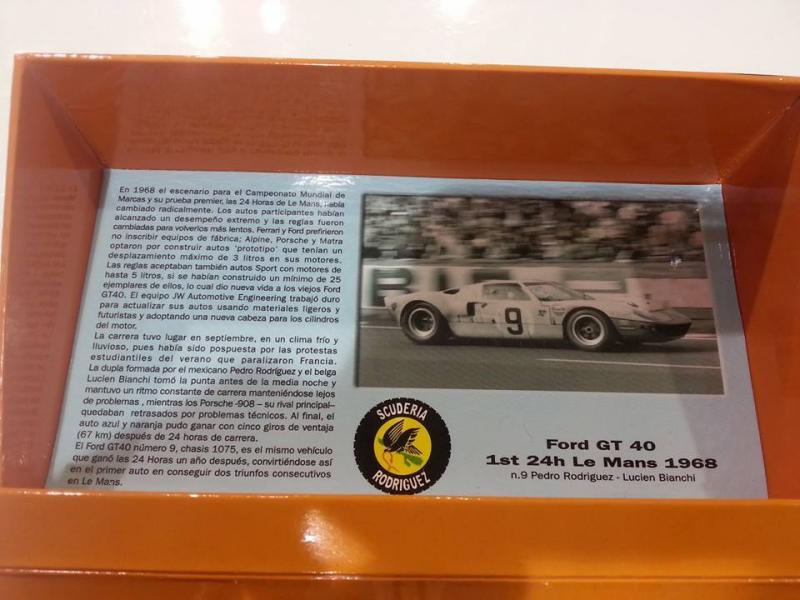 En 1968 el escenario para el Campeonato Mundial de
Marcas y su prueba premier, las 24 Horas de Le Mans, había
cambiado radicalmente. Los autos participantes habían
alcanzado un desempeño extremo y las reglas fueron
cambiadas para volverlos más lentos. Ferrari y Ford prefirieron
no inscribir equipos de fábrica; Alpine, Porsche y Matra
optaron por construir autos 'prototipo' que tenían un
desplazamiento máximo de 3 litros en sus motores.
Las reglas aceptaban también autos Sport con motores de
hasta 5 litros, si se habían construido un mínimo de 25
ejemplares de ellos, lo cual dio nueva vida a los viejos Ford
GT40. El equipo JW Automotive Engineering trabajó duro
para actualizar sus autos usando materiales ligeros y
futuristas y adoptando una nueva cabeza para los cilindros
del motor.
La carrera tuvo lugar en septiembre, en un clima frío y
lluvioso, pues había sido pospuesta por las protestas
estudiantiles del verano que paralizaron Francia.
La dupla formada por el mexicano Pedro Rodríguez y el belga
Lucien Bianchi tomó la punta antes de la media noche y
mantuvo un ritmo constante de carrera manteniéndose lejos
de problemas , mientras los Porsche -908 – su rival principal–
quedaban retrasados por problemas técnicos. Al final, el
auto azul y naranja pudo ganar con cinco giros de ventaja
(67 km) después de 24 horas de carrera.
El Ford GT40 número 9, chasis 1075, es el mismo vehículo
que ganó las 24 Horas un año después, convirtiéndose así
en el primer auto en conseguir dos triunfos consecutivos
en Le Mans.
9
SCUDERIA
RODRIGUEZ
Ford GT 40
1st 24h Le Mans 1968
n.9 Pedro Rodriguez - Lucien Bianchi